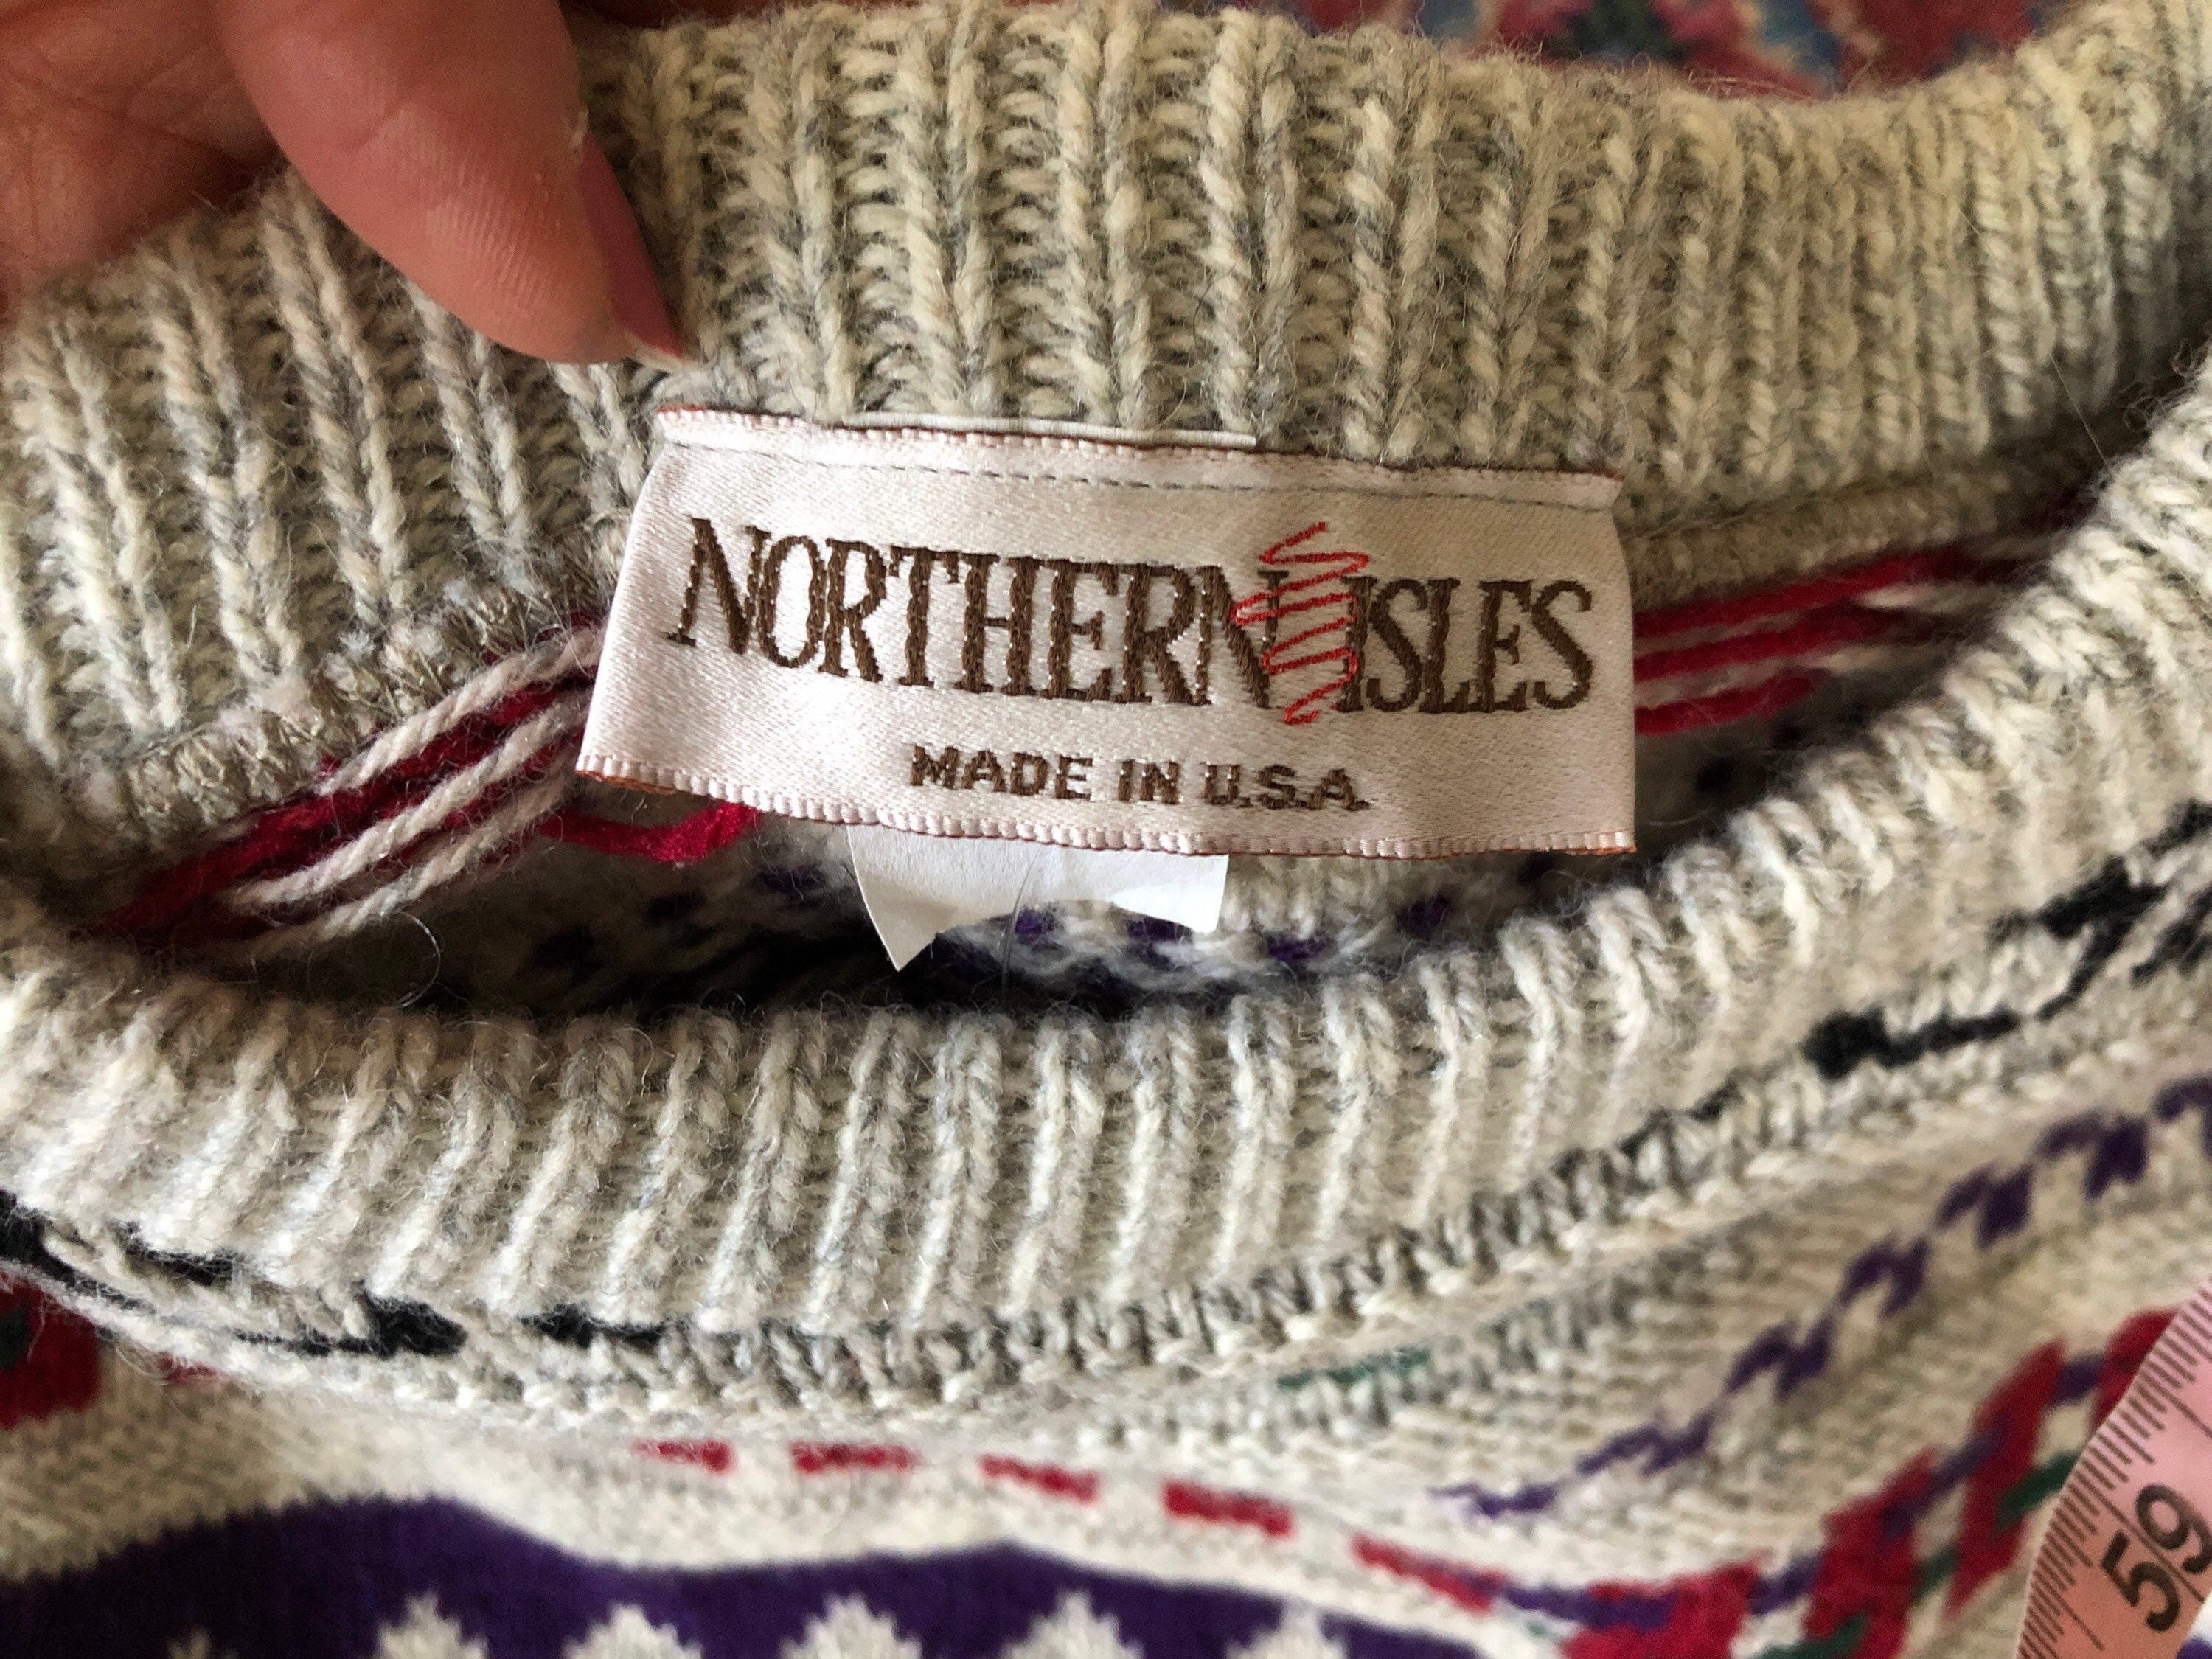 NORTHERN ISLES
MADE IN U.S.A.
59